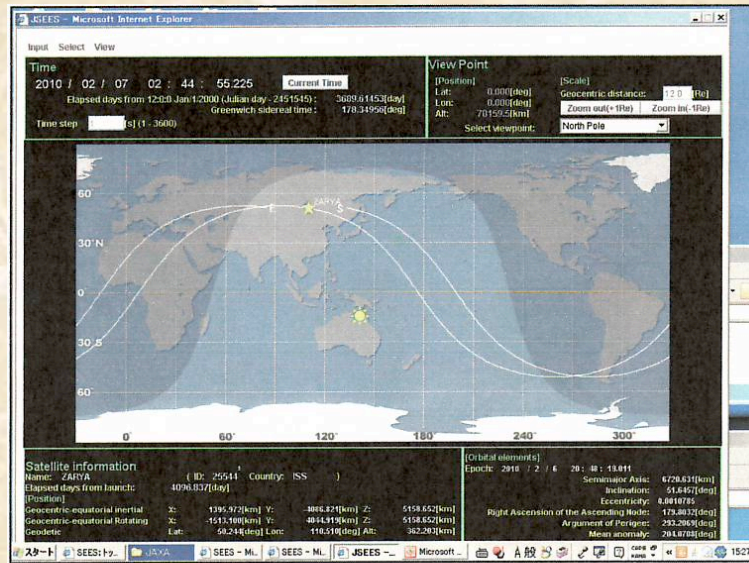 JSEES - Microsoft Internet Explorer
Input Select View
Time
2010 / 02 / 07 02 : 44 : 55:225 Current Time
Elapsed days from 12:0:0 Jan/1/2000 (Julian day - 2451545) : 3689.61453[day]
Greenwich sidereal time : 178.34956[deg]
Time step [s] (1 - 3600)
View Point
[Position] [Scale]
Lat: 0.000[deg] Geocentric distance: 12.0 [Re]
Lon: 0.000[deg] Zoom out(+1Re) Zoom in(-1Re)
Alt: 70159.5[km]
Select viewpoint: North Pole
60°
ZARYA
E S
30°N
0°
30°S
60°
0° 60° 120° 180° 240° 300°
Satellite information
Name: ZARYA ( ID: 25544 Country: ISS )
Elapsed days from launch: 4096.837[day]
[Position]
Geocentric-equatorial inertial X: 1395.972[km] Y: -4086.821[km] Z: 5158.652[km]
Geocentric-equatorial Rotating X: -1513.100[km] Y: 4044.919[km] Z: 5158.652[km]
Geodetic Lat: 50.244[deg] Lon: 110.510[deg] Alt: 362.203[km]
[Orbital elements]
Epoch: 2010 / 2 / 6 20 : 48 : 18.011
Semimajor Axis: 6720.631[km]
Inclination: 51.6457[deg]
Eccentricity: 0.0010785
Right Ascension of the Ascending Node: 179.8032[deg]
Argument of Perigee: 293.2069[deg]
Mean anomaly: 204.0788[deg]
スタート SEES:トッ... JAXA SEES - Mi... SEES - Mi... JSEES -... Microsoft... A 般 CAPS KANA 15:27